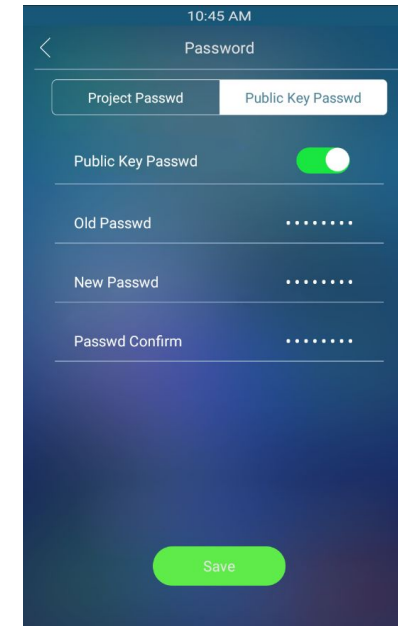 10:45 AM
Password
Project Passwd Public Key Passwd
Public Key Passwd
Old Passwd ••••••••
New Passwd ••••••••
Passwd Confirm ••••••••
Save